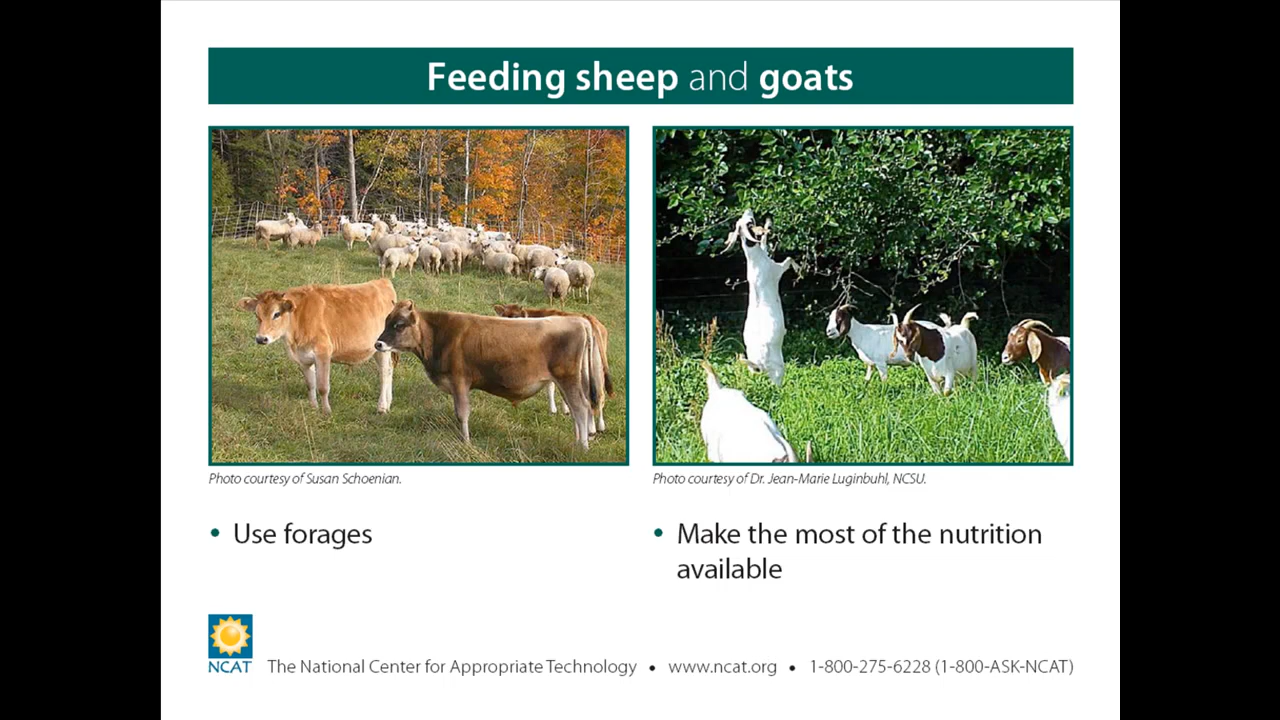 Feeding sheep and goats
Photo courtesy of Susan Schoenian.
Photo courtesy of Dr. Jean-Marie Luginbuhl, NCSU.
• Use forages
• Make the most of the nutrition
available
NCAT
The National Center for Appropriate Technology • www.ncat.org • 1-800-275-6228 (1-800-ASK-NCAT)